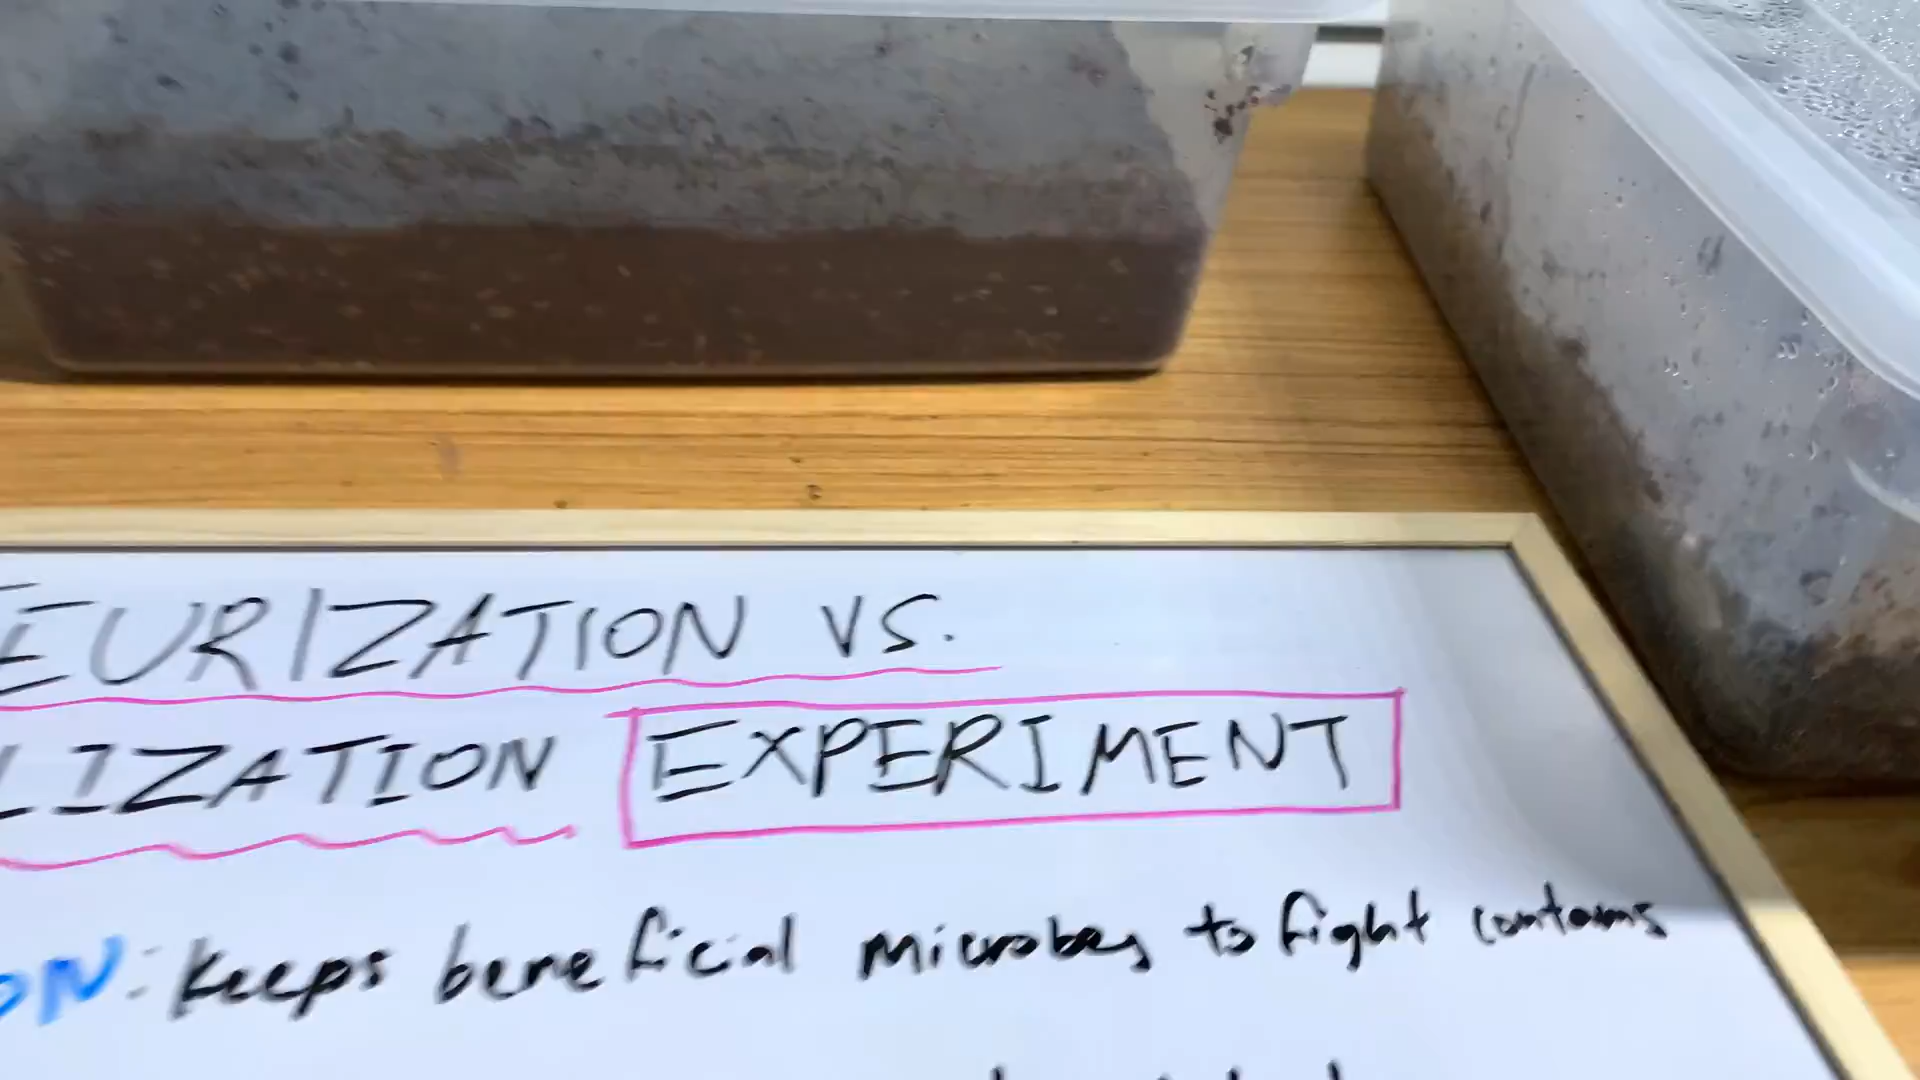 EURIZATION VS.
LIZATION EXPERIMENT
ON: Keeps beneficial microbes to fight contams